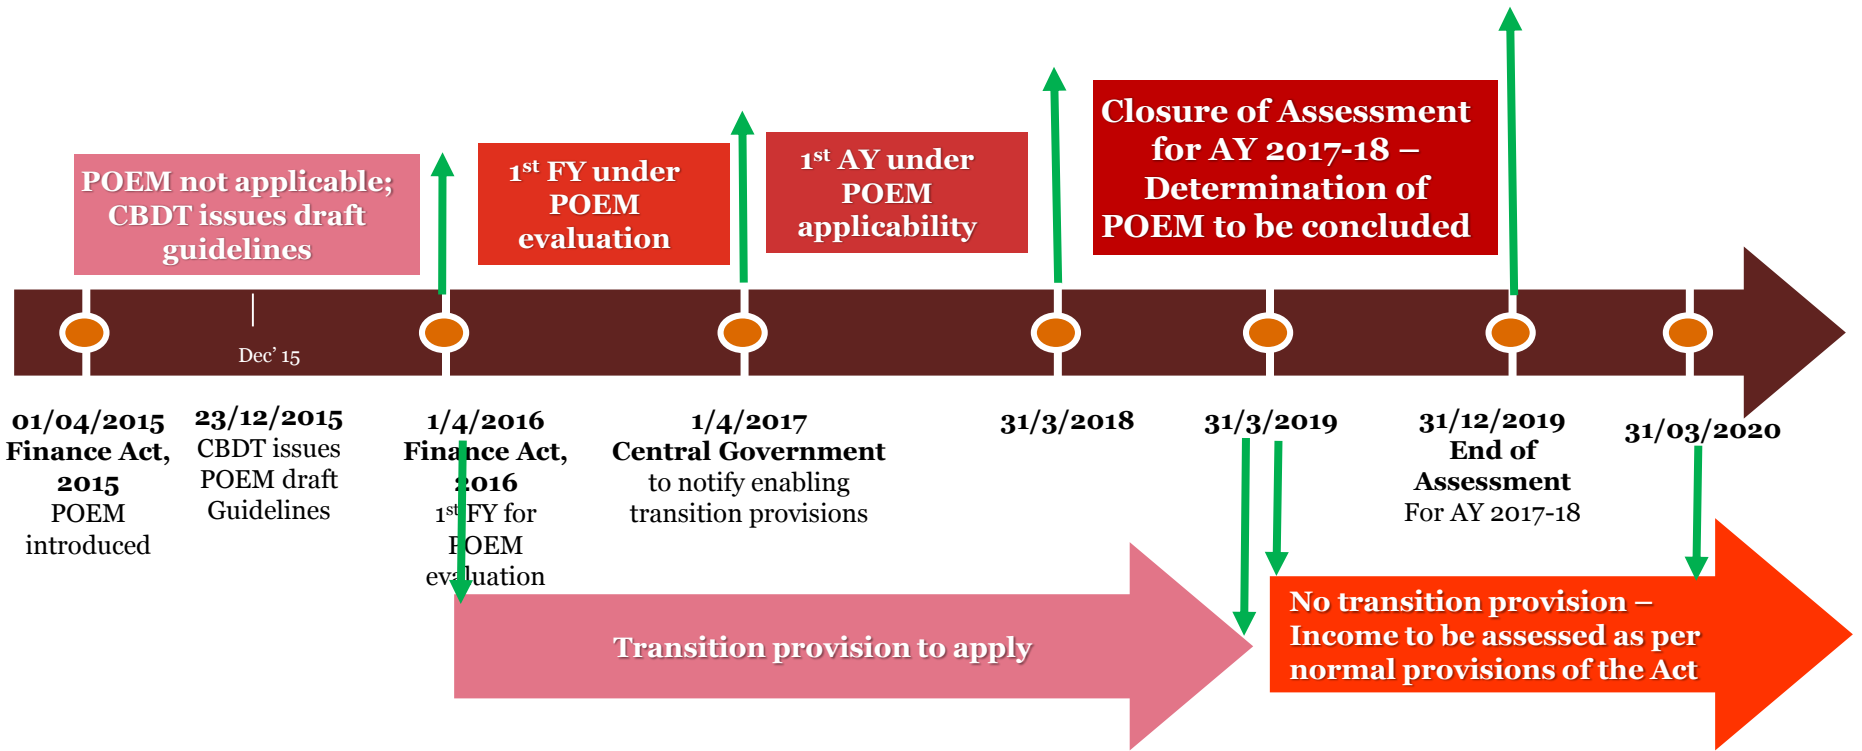 POEM not applicable;
CBDT issues draft
guidelines
1st FY under
POEM
evaluation
1st AY under
POEM
applicability
Closure of Assessment
for AY 2017-18 –
Determination of
POEM to be concluded
Dec’ 15
01/04/2015
Finance Act,
2015
POEM
introduced
23/12/2015
CBDT issues
POEM draft
Guidelines
1/4/2016
Finance Act,
2016
1st FY for
POEM
evaluation
1/4/2017
Central Government
to notify enabling
transition provisions
31/3/2018
31/3/2019
31/12/2019
End of
Assessment
For AY 2017-18
31/03/2020
Transition provision to apply
No transition provision –
Income to be assessed as per
normal provisions of the Act